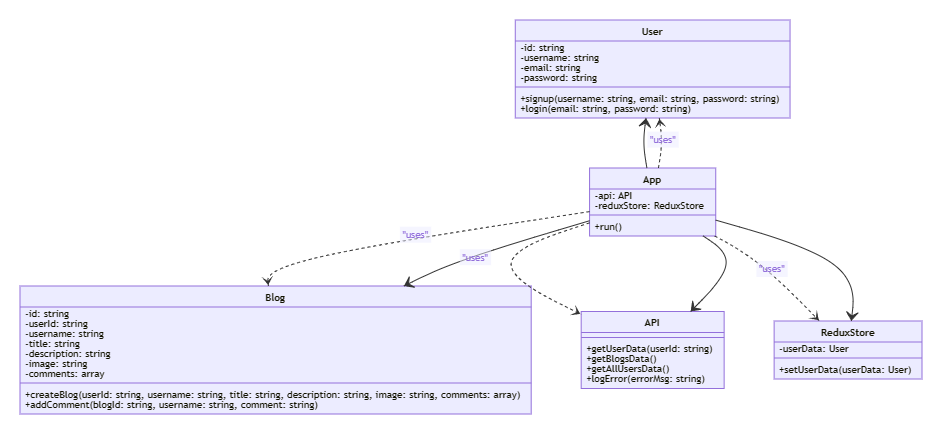 User
-id: string
-username: string
-email: string
-password: string
+signup(username: string, email: string, password: string)
+login(email: string, password: string)
"uses"
App
-api: API
-reduxStore: ReduxStore
+run()
"uses"
"uses"
"uses"
Blog
-id: string
-userId: string
-username: string
-title: string
-description: string
-image: string
-comments: array
+createBlog(userId: string, username: string, title: string, description: string, image: string, comments: array)
+addComment(blogId: string, username: string, comment: string)
API
+getUserData(userId: string)
+getBlogsData()
+getAllUsersData()
+logError(errorMsg: string)
ReduxStore
-userData: User
+setUserData(userData: User)